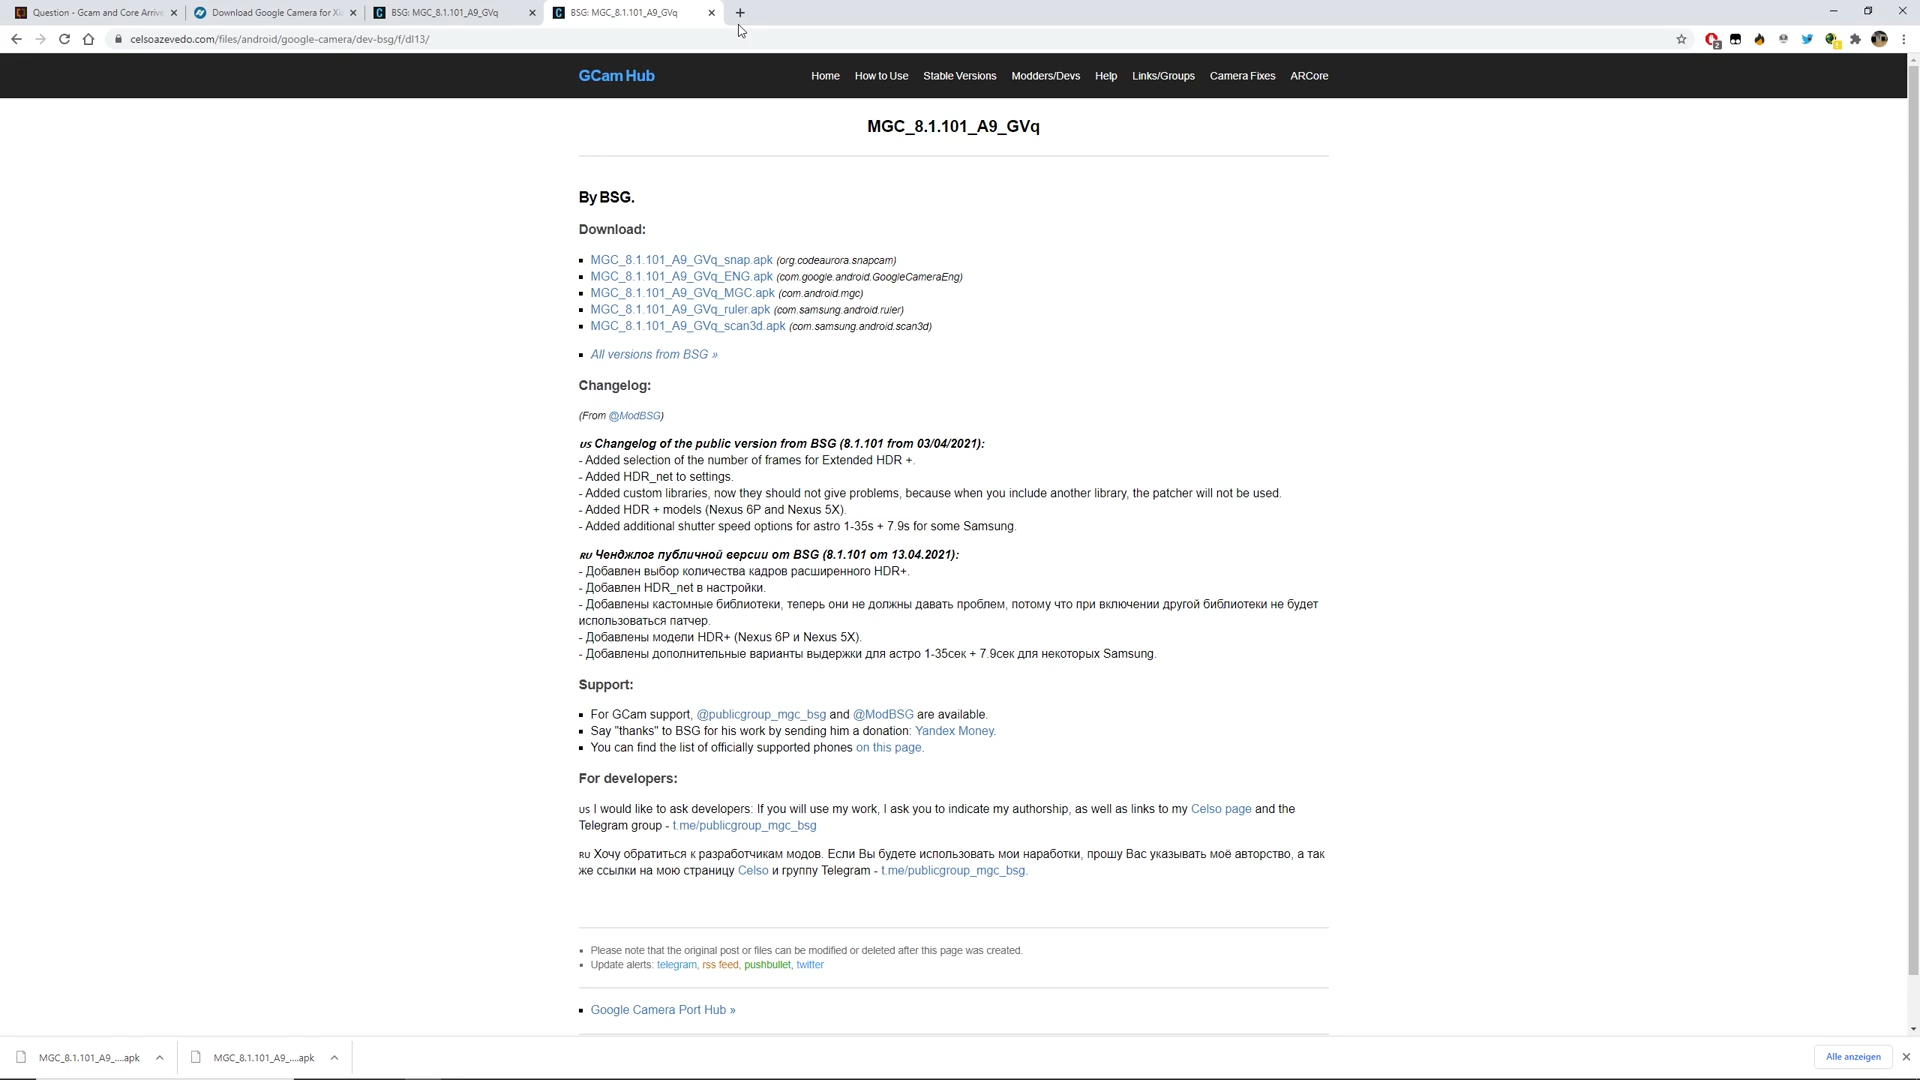 Question - Gcam and Core Arrive
Download Google Camera for Xia
BSG: MGC_8.1.101_A9_GVq
BSG: MGC_8.1.101_A9_GVq
celsoazevedo.com/files/android/google-camera/dev-bsg/f/dl13/
GCam Hub
Home How to Use Stable Versions Modders/Devs Help Links/Groups Camera Fixes ARCore
MGC_8.1.101_A9_GVq
By BSG.
Download:
MGC_8.1.101_A9_GVq_snap.apk (org.codeaurora.snapcam)
MGC_8.1.101_A9_GVq_ENG.apk (com.google.android.GoogleCameraEng)
MGC_8.1.101_A9_GVq_MGC.apk (com.android.mgc)
MGC_8.1.101_A9_GVq_ruler.apk (com.samsung.android.ruler)
MGC_8.1.101_A9_GVq_scan3d.apk (com.samsung.android.scan3d)
All versions from BSG »
Changelog:
(From @ModBSG)
us Changelog of the public version from BSG (8.1.101 from 03/04/2021):
- Added selection of the number of frames for Extended HDR +.
- Added HDR_net to settings.
- Added custom libraries, now they should not give problems, because when you include another library, the patcher will not be used.
- Added HDR + models (Nexus 6P and Nexus 5X).
- Added additional shutter speed options for astro 1-35s + 7.9s for some Samsung.
RU Ченджлог публичной версии от BSG (8.1.101 от 13.04.2021):
- Добавлен выбор количества кадров расширенного HDR+.
- Добавлен HDR_net в настройки.
- Добавлены кастомные библиотеки, теперь они не должны давать проблем, потому что при включении другой библиотеки не будет
использоваться патчер.
- Добавлены модели HDR+ (Nexus 6P и Nexus 5X).
- Добавлены дополнительные варианты выдержки для астро 1-35сек + 7.9сек для некоторых Samsung.
Support:
For GCam support, @publicgroup_mgc_bsg and @ModBSG are available.
Say "thanks" to BSG for his work by sending him a donation: Yandex Money.
You can find the list of officially supported phones on this page.
For developers:
us I would like to ask developers: If you will use my work, I ask you to indicate my authorship, as well as links to my Celso page and the
Telegram group - t.me/publicgroup_mgc_bsg
RU Хочу обратиться к разработчикам модов. Если Вы будете использовать мои наработки, прошу Вас указывать моё авторство, а так
же ссылки на мою страницу Celso и группу Telegram - t.me/publicgroup_mgc_bsg.
Please note that the original post or files can be modified or deleted after this page was created.
Update alerts: telegram, rss feed, pushbullet, twitter
Google Camera Port Hub »
MGC_8.1.101_A9_....apk
MGC_8.1.101_A9_....apk
Alle anzeigen